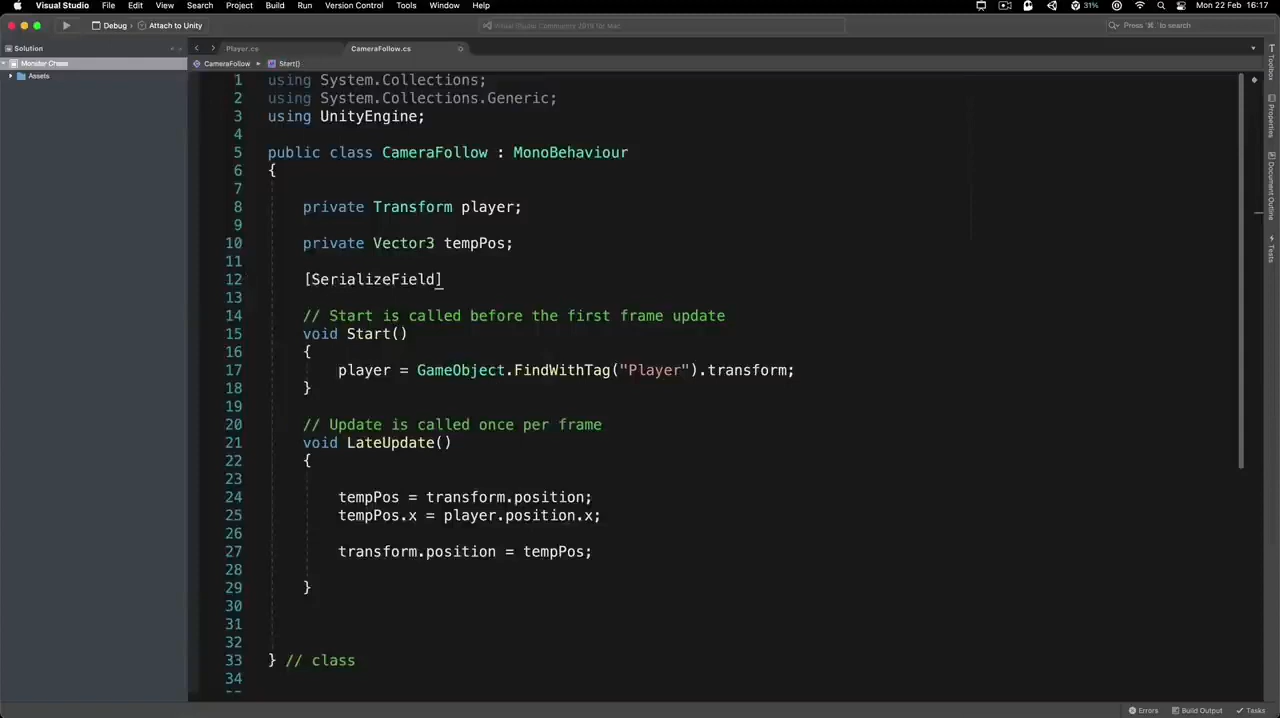 Visual Studio File Edit View Search Project Build Run Version Control Tools Window Help 31% Mon 22 Feb 16:17
Debug Attach to Unity Visual Studio Community 2019 for Mac Press '⌘.' to search
Solution Player.cs CameraFollow.cs
Monster Chase CameraFollow Start()
Assets
1 using System.Collections;
2 using System.Collections.Generic;
3 using UnityEngine;
4
5 public class CameraFollow : MonoBehaviour
6 {
7
8 private Transform player;
9
10 private Vector3 tempPos;
11
12 [SerializeField]
13
14 // Start is called before the first frame update
15 void Start()
16 {
17 player = GameObject.FindWithTag("Player").transform;
18 }
19
20 // Update is called once per frame
21 void LateUpdate()
22 {
23
24 tempPos = transform.position;
25 tempPos.x = player.position.x;
26
27 transform.position = tempPos;
28
29 }
30
31
32
33 } // class
34
Toolbox
Properties
Document Outline
Tests
Errors Build Output Tasks